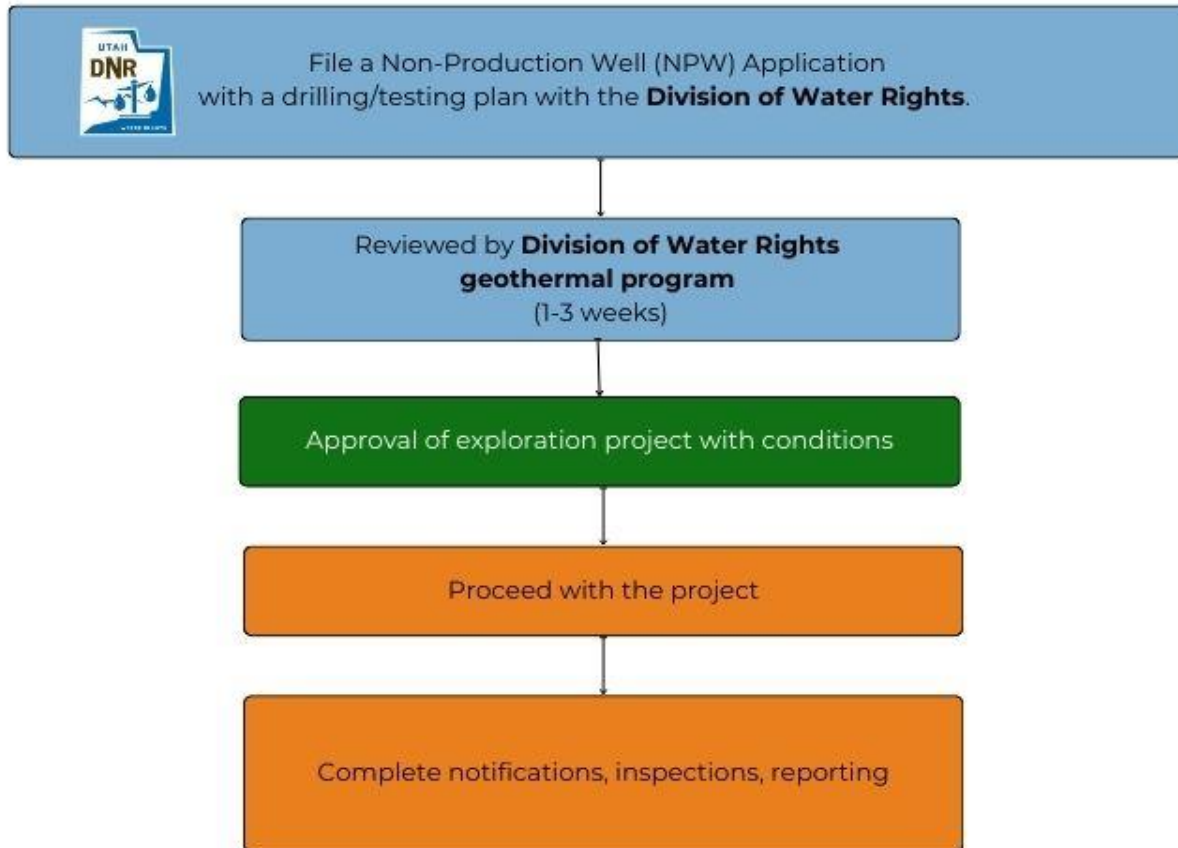 UTAH
DNR
WATER RIGHTS
File a Non-Production Well (NPW) Application
with a drilling/testing plan with the Division of Water Rights.
Reviewed by Division of Water Rights
geothermal program
(1-3 weeks)
Approval of exploration project with conditions
Proceed with the project
Complete notifications, inspections, reporting